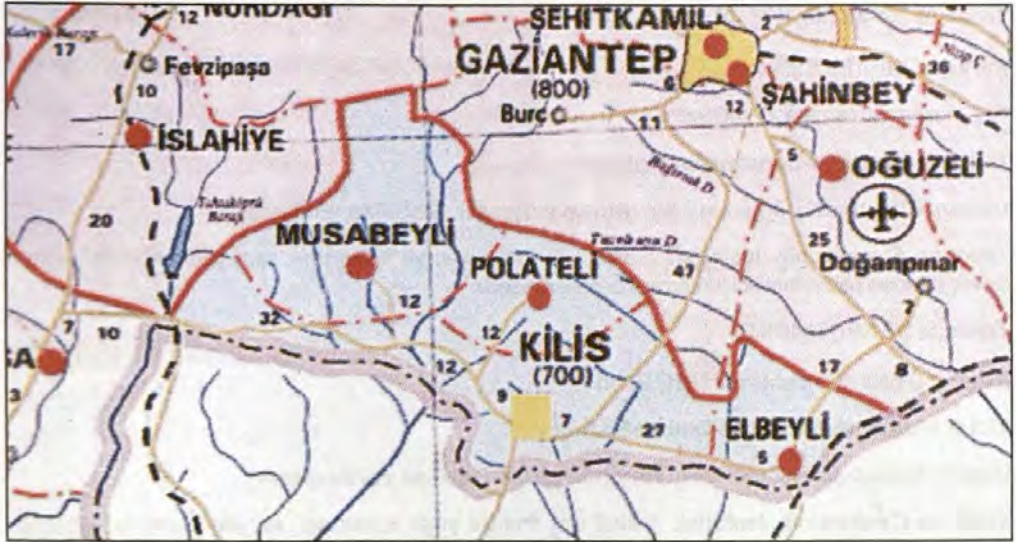 NURDAĞI
12
17
Fevzipaşa
10
İSLAHİYE
ŞEHİTKAMİL
2
GAZİANTEP
(800)
6
36
12
ŞAHİNBEY
Burç
11
5
OĞUZELİ
20
MUSABEYLİ
POLATELİ
47
25
Doğanpınar
7
12
32
12
KİLİS
(700)
7
10
12
17
8
SA
3
9
7
27
ELBEYLİ
5